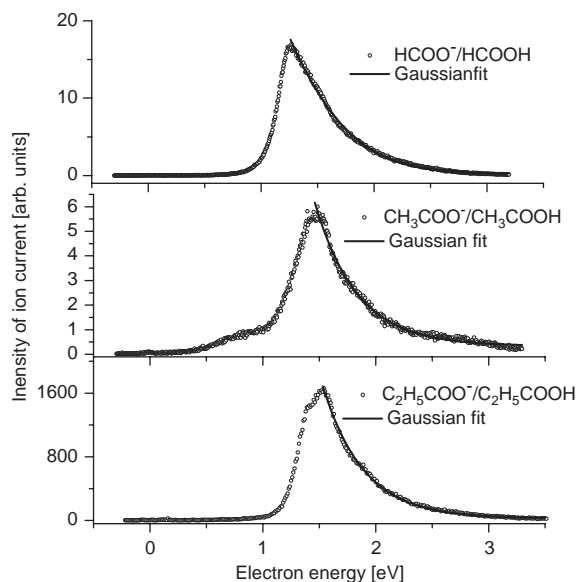 20
HCOO⁻/HCOOH
Gaussianfit
10
0
6
CH₃COO⁻/CH₃COOH
5
Gaussian fit
4
3
2
1
0
Inensity of ion current [arb. units]
1600
C₂H₅COO⁻/C₂H₅COOH
Gaussian fit
800
0
0 1 2 3
Electron energy [eV]